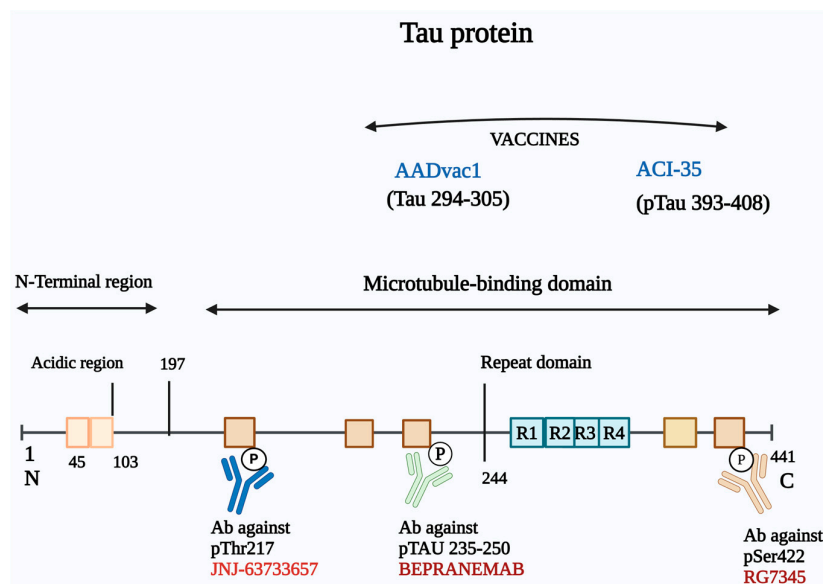 Tau protein
VACCINES
AADvac1
(Tau 294-305)
ACI-35
(pTau 393-408)
N-Terminal region
Microtubule-binding domain
Acidic region
197
Repeat domain
R1 R2 R3 R4
1
N
45
103
P
P
244
P
441
C
Ab against
pThr217
JNJ-63733657
Ab against
pTAU 235-250
BEPRANEMAB
Ab against
pSer422
RG7345